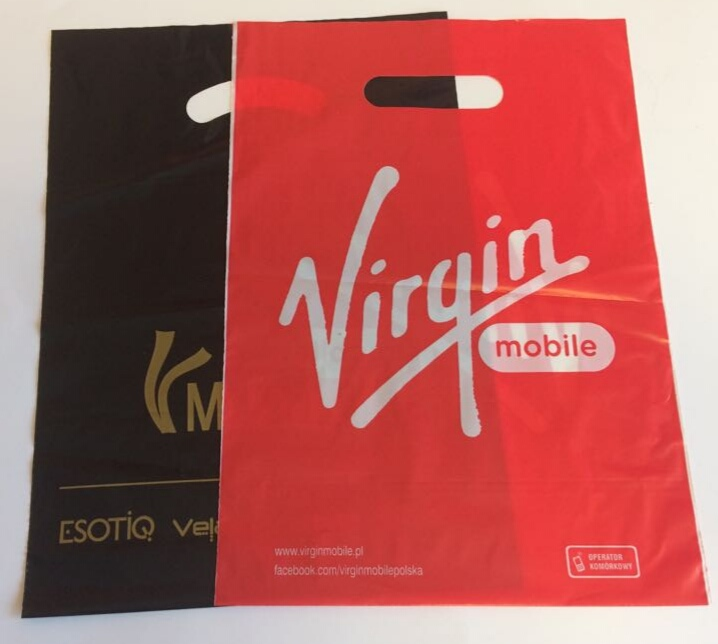 Virgin
mobile
www.virginmobile.pl
facebook.com/virginmobilepolska
OPERATOR
KOMÓRKOWY
M
ESOTIQ